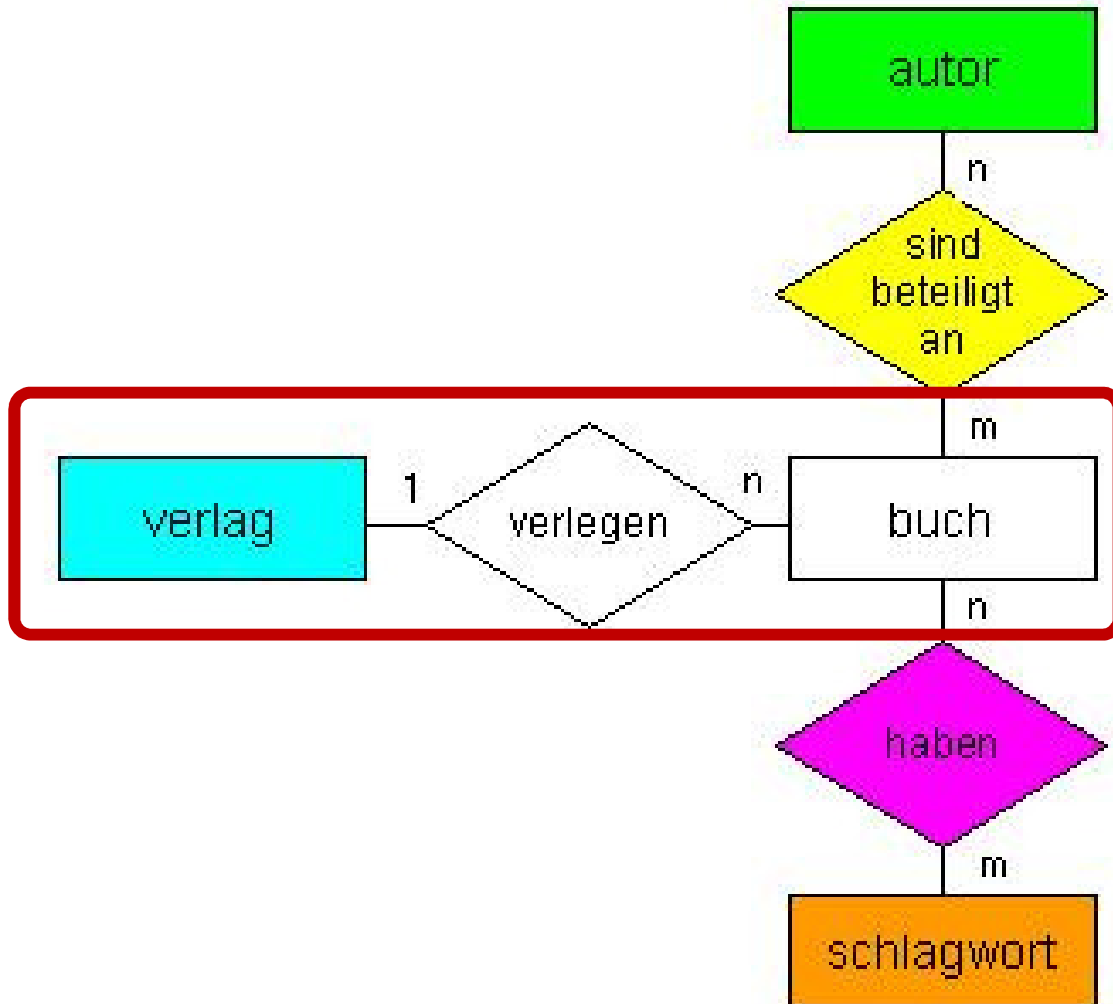 autor
n
sind
beteiligt
an
m
verlag
1
verlegen
n
buch
n
haben
m
schlagwort